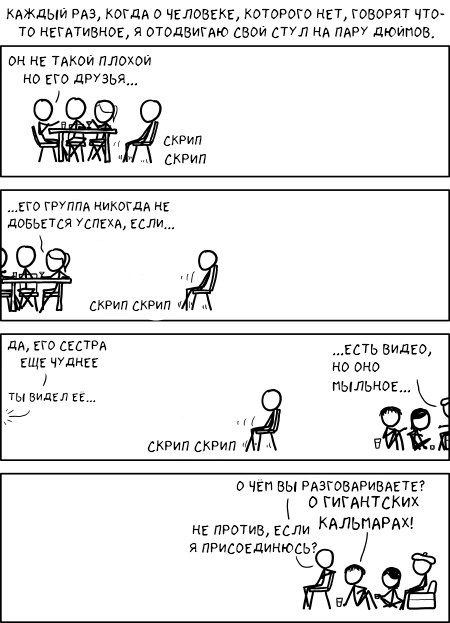 КАЖДЫЙ РАЗ, КОГДА О ЧЕЛОВЕКЕ, КОТОРОГО НЕТ, ГОВОРЯТ ЧТО-
ТО НЕГАТИВНОЕ, Я ОТОДВИГАЮ СВОЙ СТУЛ НА ПАРУ ДЮЙМОВ.
ОН НЕ ТАКОЙ ПЛОХОЙ
НО ЕГО ДРУЗЬЯ...
СКРИП
СКРИП
...ЕГО ГРУППА НИКОГДА НЕ
ДОБЬЕТСЯ УСПЕХА, ЕСЛИ...
СКРИП СКРИП
ДА, ЕГО СЕСТРА
ЕЩЕ ЧУДНЕЕ
ТЫ ВИДЕЛ ЕЁ...
...ЕСТЬ ВИДЕО,
НО ОНО
МЫЛЬНОЕ...
СКРИП СКРИП
О ЧЁМ ВЫ РАЗГОВАРИВАЕТЕ?
О ГИГАНТСКИХ
КАЛЬМАРАХ!
НЕ ПРОТИВ, ЕСЛИ
Я ПРИСОЕДИНЮСЬ?